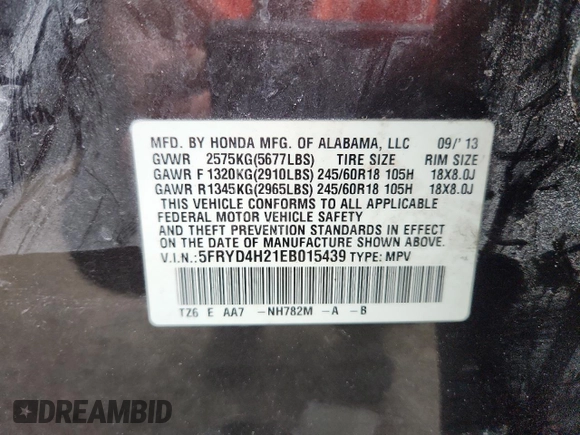 MFD. BY HONDA MFG. OF ALABAMA, LLC 09/'13
GVWR 2575KG(5677LBS) TIRE SIZE RIM SIZE
GAWR F 1320KG(2910LBS) 245/60R18 105H 18X8.0J
GAWR R 1345KG(2965LBS) 245/60R18 105H 18X8.0J
THIS VEHICLE CONFORMS TO ALL APPLICABLE
FEDERAL MOTOR VEHICLE SAFETY
AND THEFT PREVENTION STANDARDS IN EFFECT
ON THE DATE OF MANUFACTURE SHOWN ABOVE.
V.I.N.: 5FRYD4H21EB015439 TYPE: MPV
TZ6 E AA7 -NH782M -A -B
DREAMBID